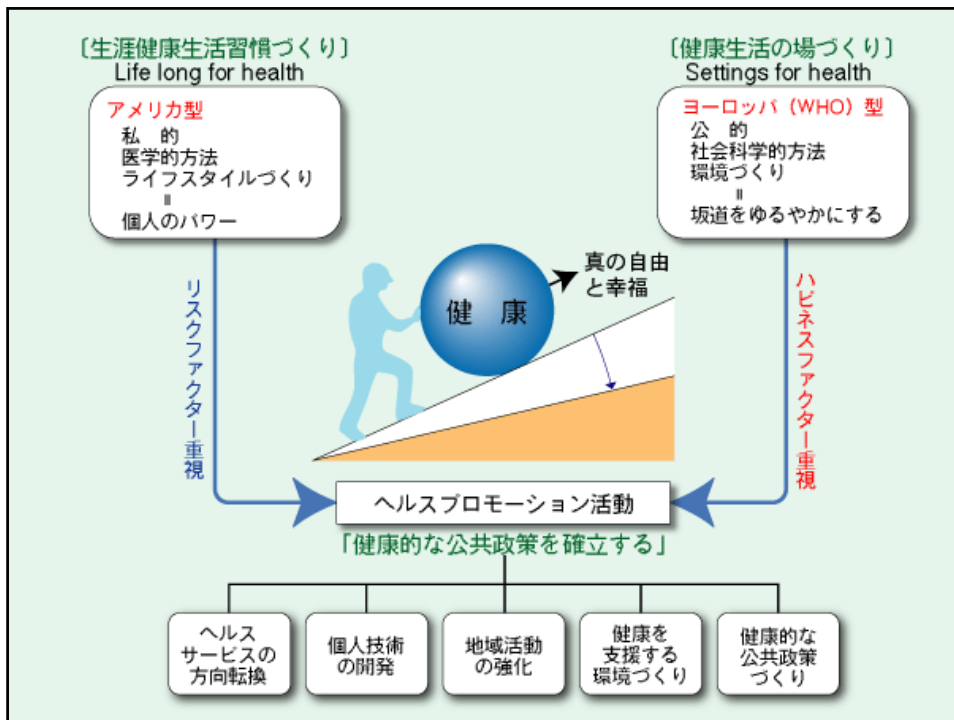 〔生涯健康生活習慣づくり〕
Life long for health
アメリカ型
私 的
医学的方法
ライフスタイルづくり
＝
個人のパワー
〔健康生活の場づくり〕
Settings for health
ヨーロッパ（WHO）型
公 的
社会科学的方法
環境づくり
＝
坂道をゆるやかにする
健 康
真の自由
と幸福
リスクファクター重視
ハピネスファクター重視
ヘルスプロモーション活動
「健康的な公共政策を確立する」
ヘルス
サービスの
方向転換
個人技術
の開発
地域活動
の強化
健康を
支援する
環境づくり
健康的な
公共政策
づくり